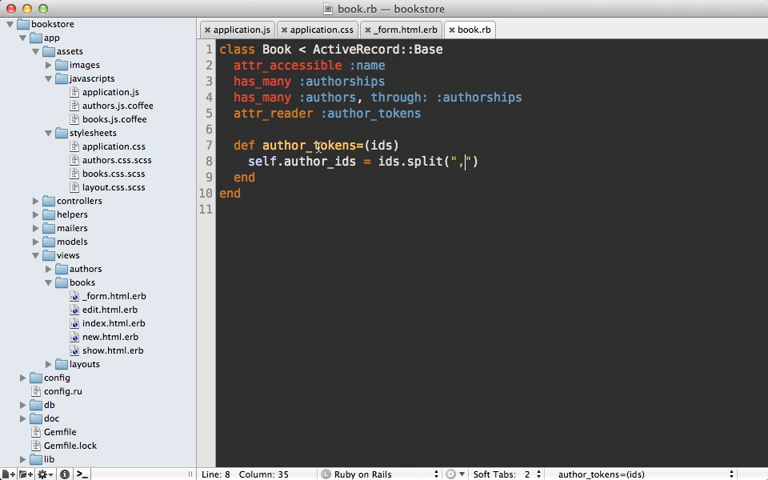 book.rb — bookstore
bookstore
app
assets
images
javascripts
application.js
authors.js.coffee
books.js.coffee
stylesheets
application.css
authors.css.scss
books.css.scss
layout.css.scss
controllers
helpers
mailers
models
views
authors
books
_form.html.erb
edit.html.erb
index.html.erb
new.html.erb
show.html.erb
layouts
config
config.ru
db
doc
Gemfile
Gemfile.lock
lib
application.js application.css _form.html.erb book.rb
1 class Book < ActiveRecord::Base
2 attr_accessible :name
3 has_many :authorships
4 has_many :authors, through: :authorships
5 attr_reader :author_tokens
6
7 def author_tokens=(ids)
8 self.author_ids = ids.split(",")
9 end
10 end
11
Line: 8 Column: 35 Ruby on Rails Soft Tabs: 2 author_tokens=(ids)